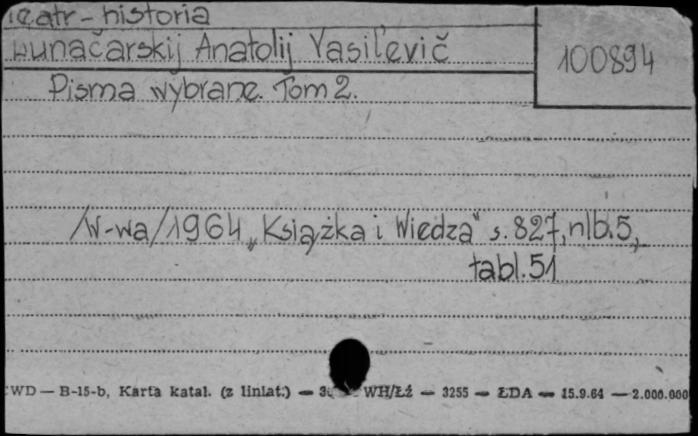 teatr - historia
Łunačarskij Anatolij Vasil'evič
100894
Pisma wybrane. Tom 2.
/W-wa/1964 „Książka i Wiedza" s. 827, nlb. 5,
tabl. 51
WD — B-15-b, Karta katal. (z liniat.) — WH/Łź — 3255 — ŁDA — 15.9.64 — 2.000.000